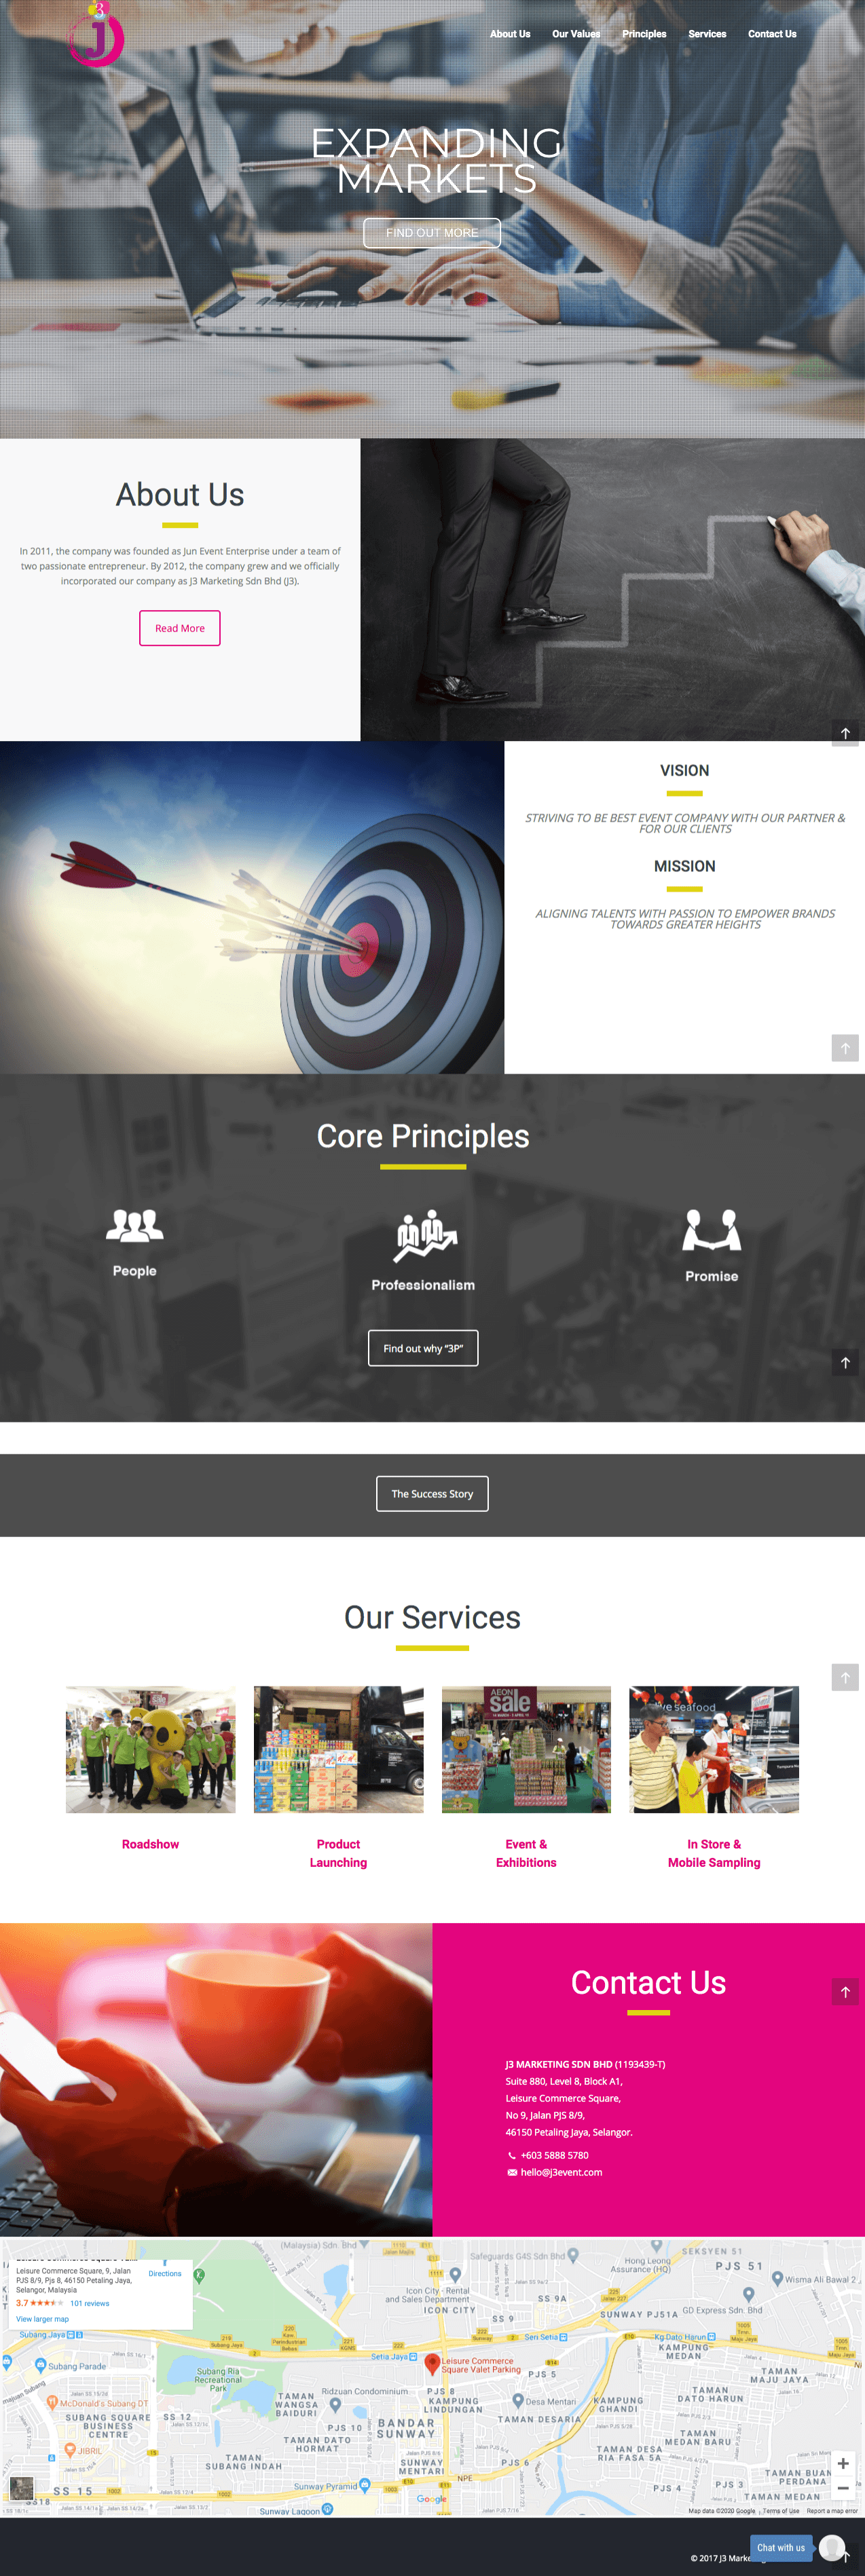 3
J
About Us
Our Values
Principles
Services
Contact Us
EXPANDING
MARKETS
FIND OUT MORE
About Us
In 2011, the company was founded as Jun Event Enterprise under a team of
two passionate entrepreneur. By 2012, the company grew and we officially
incorporated our company as J3 Marketing Sdn Bhd (J3).
Read More
VISION
STRIVING TO BE BEST EVENT COMPANY WITH OUR PARTNER &
FOR OUR CLIENTS
MISSION
ALIGNING TALENTS WITH PASSION TO EMPOWER BRANDS
TOWARDS GREATER HEIGHTS
Core Principles
People
Professionalism
Promise
Find out why "3P"
The Success Story
Our Services
AEON
sale
ve seafood
Roadshow
Product
Launching
Event &
Exhibitions
In Store &
Mobile Sampling
Contact Us
J3 MARKETING SDN BHD (1193439-T)
Suite 880, Level 8, Block A1,
Leisure Commerce Square,
No 9, Jalan PJS 8/9,
46150 Petaling Jaya, Selangor.
+603 5888 5780
hello@j3event.com
Leisure Commerce Square, 9, Jalan
PJS 8/9, Pjs 8, 46150 Petaling Jaya,
Selangor, Malaysia
Directions
3.7
101 reviews
View larger map
(Malaysia) Sdn. Bhd
Safeguards G4S Sdn Bhd
Hong Leong
Assurance (HQ)
SEKSYEN 51
PJS 51
Wisma Ali Bawal 2
Icon City - Rental
and Sales Department
ICON CITY
SS 9A
SS 9
SUNWAY PJ51A
GD Express Sdn. Bhd
Subang Jaya
Setia Jaya
Seri Setia
Kg Dato Harun
KAMPUNG
MEDAN
Subang Parade
Subang Ria
Recreational
Park
Leisure Commerce
Square Valet Parking
PJS 5
TAMAN
MAJU JAYA
McDonald's Subang DT
SUBANG SQUARE
BUSINESS
CENTRE
SS 12
TAMAN
WANGSA
BAIDURI
Ridzuan Condominium
PJS 8
KAMPUNG
LINDUNGAN
Desa Mentari
KAMPUNG
GHANDI
TAMAN
DATO HARUN
JIBRIL
PJS 10
BANDAR
SUNWAY
TAMAN DESARIA
TAMAN
MEDAN BARU
TAMAN DATO
HORMAT
TAMAN
SUBANG INDAH
SUNWAY
MENTARI
PJS 6
TAMAN DESA
RIA FASA 5A
SS 15
SS18
Sunway Pyramid
NPE
PJS 4
PJS 3
TAMAN BUAN
PERDANA
TAMAN MEDAN
Sunway Lagoon
Google
Map data ©2020 Google
Terms of Use
Report a map error
Chat with us
© 2017 J3 Marke